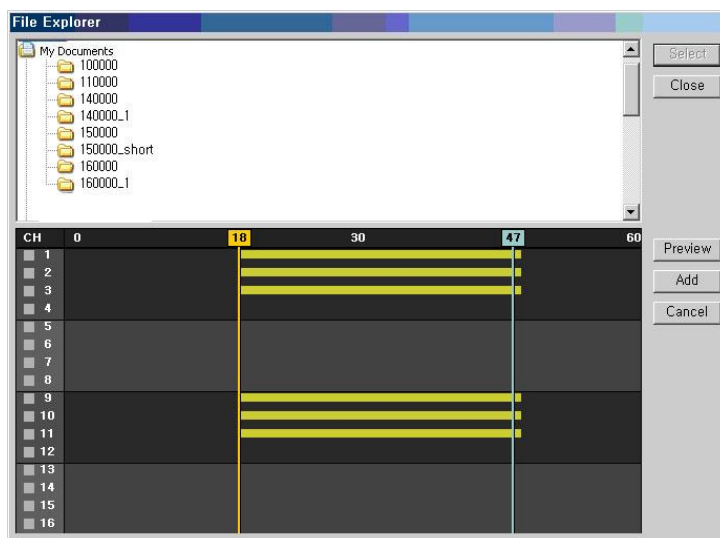 File Explorer
My Documents
100000
110000
140000
140000_1
150000
150000_short
160000
160000_1
Select
Close
CH 0 18 30 47 60
1
2
3
4
5
6
7
8
9
10
11
12
13
14
15
16
Preview
Add
Cancel